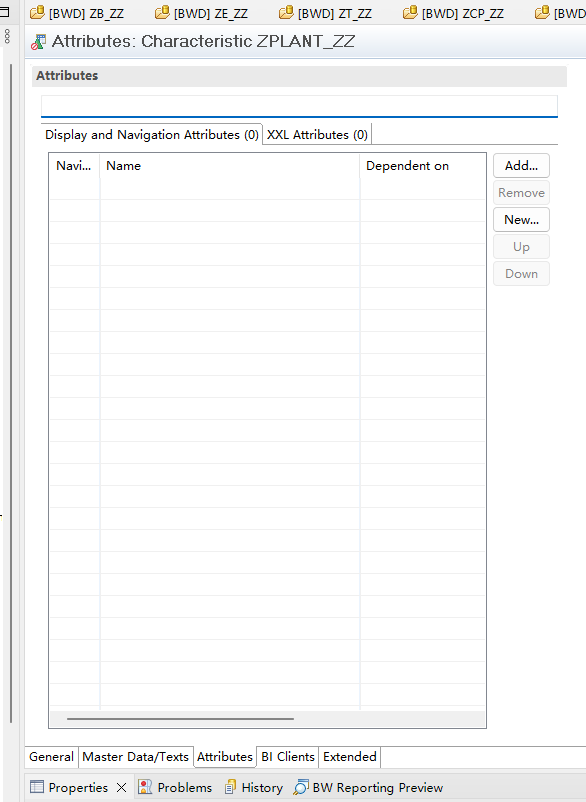 [BWD] ZB_ZZ [BWD] ZE_ZZ [BWD] ZT_ZZ [BWD] ZCP_ZZ [BWD
Attributes: Characteristic ZPLANT_ZZ
Attributes
Display and Navigation Attributes (0) XXL Attributes (0)
Navi... Name Dependent on
Add...
Remove
New...
Up
Down
General Master Data/Texts Attributes BI Clients Extended
Properties Problems History BW Reporting Preview